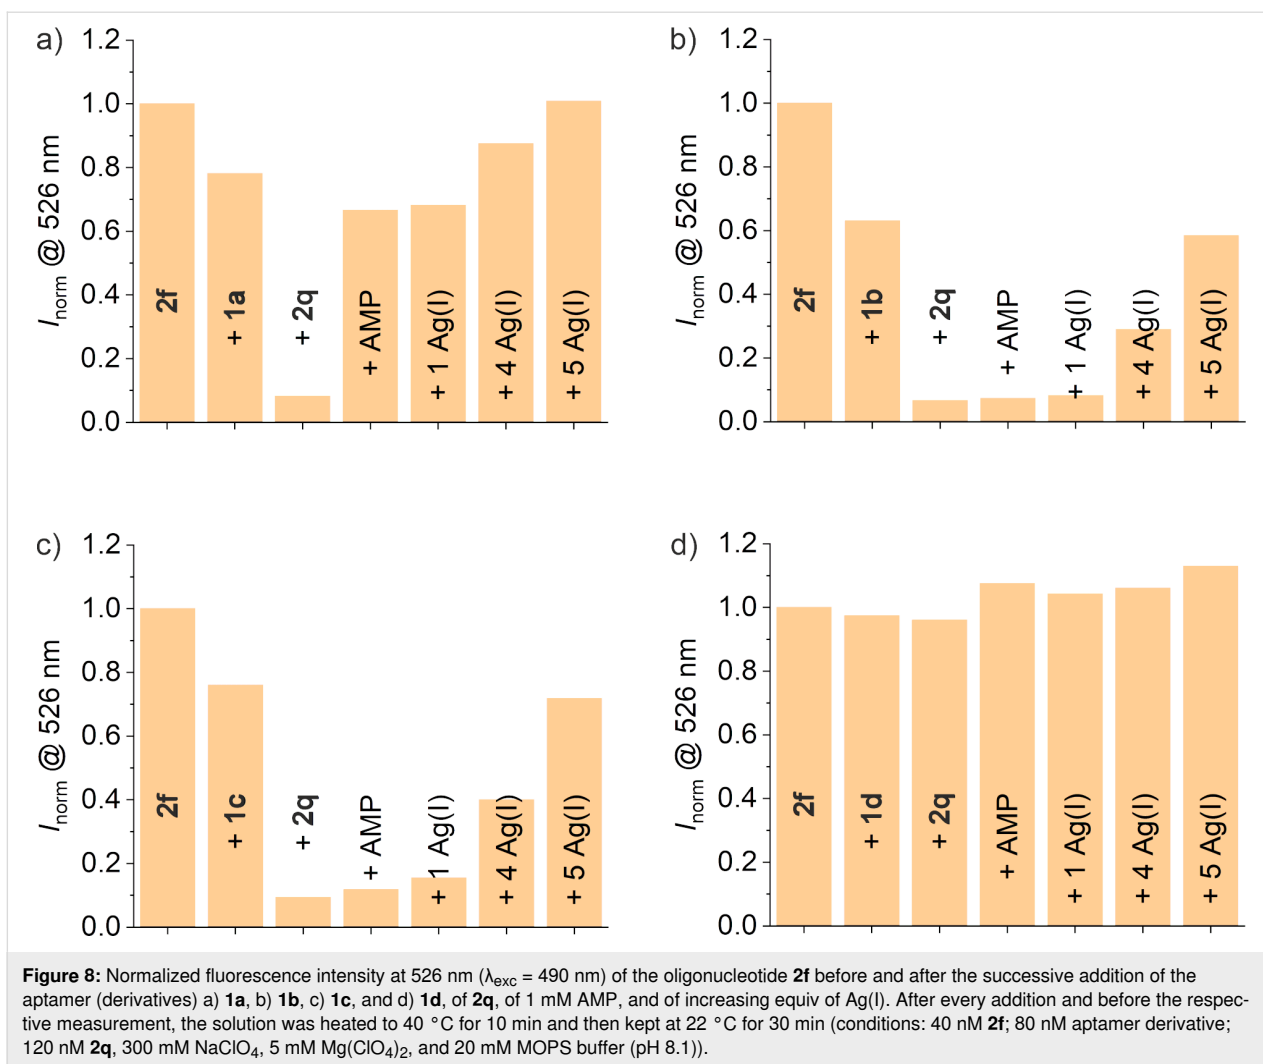 a)
1.2
1.0
0.8
0.6
0.4
0.2
0.0
Inorm @ 526 nm
2f
+ 1a
+ 2q
+ AMP
+ 1 Ag(I)
+ 4 Ag(I)
+ 5 Ag(I)
b)
1.2
1.0
0.8
0.6
0.4
0.2
0.0
Inorm @ 526 nm
2f
+ 1b
+ 2q
+ AMP
+ 1 Ag(I)
+ 4 Ag(I)
+ 5 Ag(I)
c)
1.2
1.0
0.8
0.6
0.4
0.2
0.0
Inorm @ 526 nm
2f
+ 1c
+ 2q
+ AMP
+ 1 Ag(I)
+ 4 Ag(I)
+ 5 Ag(I)
d)
1.2
1.0
0.8
0.6
0.4
0.2
0.0
Inorm @ 526 nm
2f
+ 1d
+ 2q
+ AMP
+ 1 Ag(I)
+ 4 Ag(I)
+ 5 Ag(I)
Figure 8: Normalized fluorescence intensity at 526 nm (λexc = 490 nm) of the oligonucleotide 2f before and after the successive addition of the
aptamer (derivatives) a) 1a, b) 1b, c) 1c, and d) 1d, of 2q, of 1 mM AMP, and of increasing equiv of Ag(I). After every addition and before the respec-
tive measurement, the solution was heated to 40 °C for 10 min and then kept at 22 °C for 30 min (conditions: 40 nM 2f; 80 nM aptamer derivative;
120 nM 2q, 300 mM NaClO4, 5 mM Mg(ClO4)2, and 20 mM MOPS buffer (pH 8.1)).